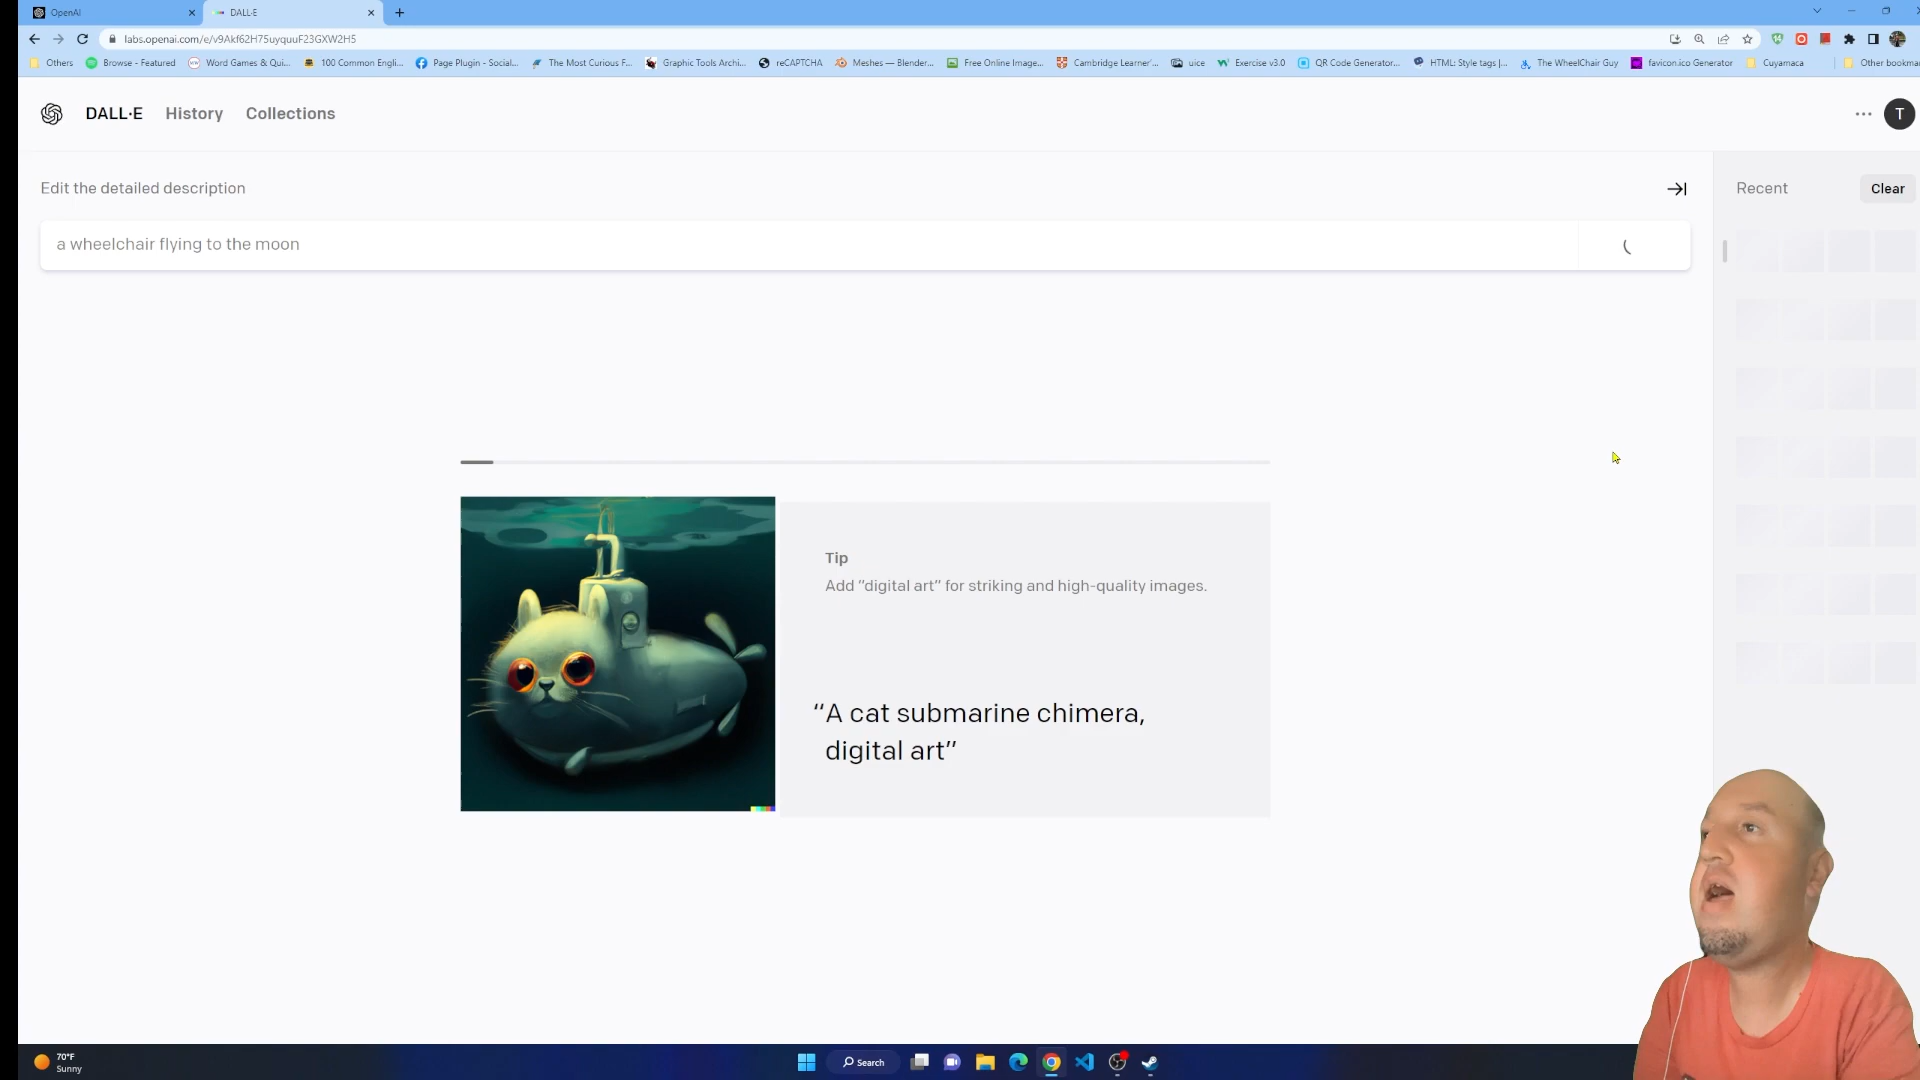 OpenAI
DALL·E
labs.openai.com/e/v9Akf62H75uyquuF23GXW2H5
Others
Browse - Featured
Word Games & Qui...
100 Common Engli...
Page Plugin - Social...
The Most Curious F...
Graphic Tools Archi...
reCAPTCHA
Meshes — Blender...
Free Online Image...
Cambridge Learner'...
uice
Exercise v3.0
QR Code Generator...
HTML: Style tags |...
The WheelChair Guy
favicon.ico Generator
Cuyamaca
Other bookma
DALL·E
History
Collections
T
Edit the detailed description
Recent
Clear
a wheelchair flying to the moon
Tip
Add “digital art” for striking and high-quality images.
“A cat submarine chimera,
digital art”
70°F
Sunny
Search